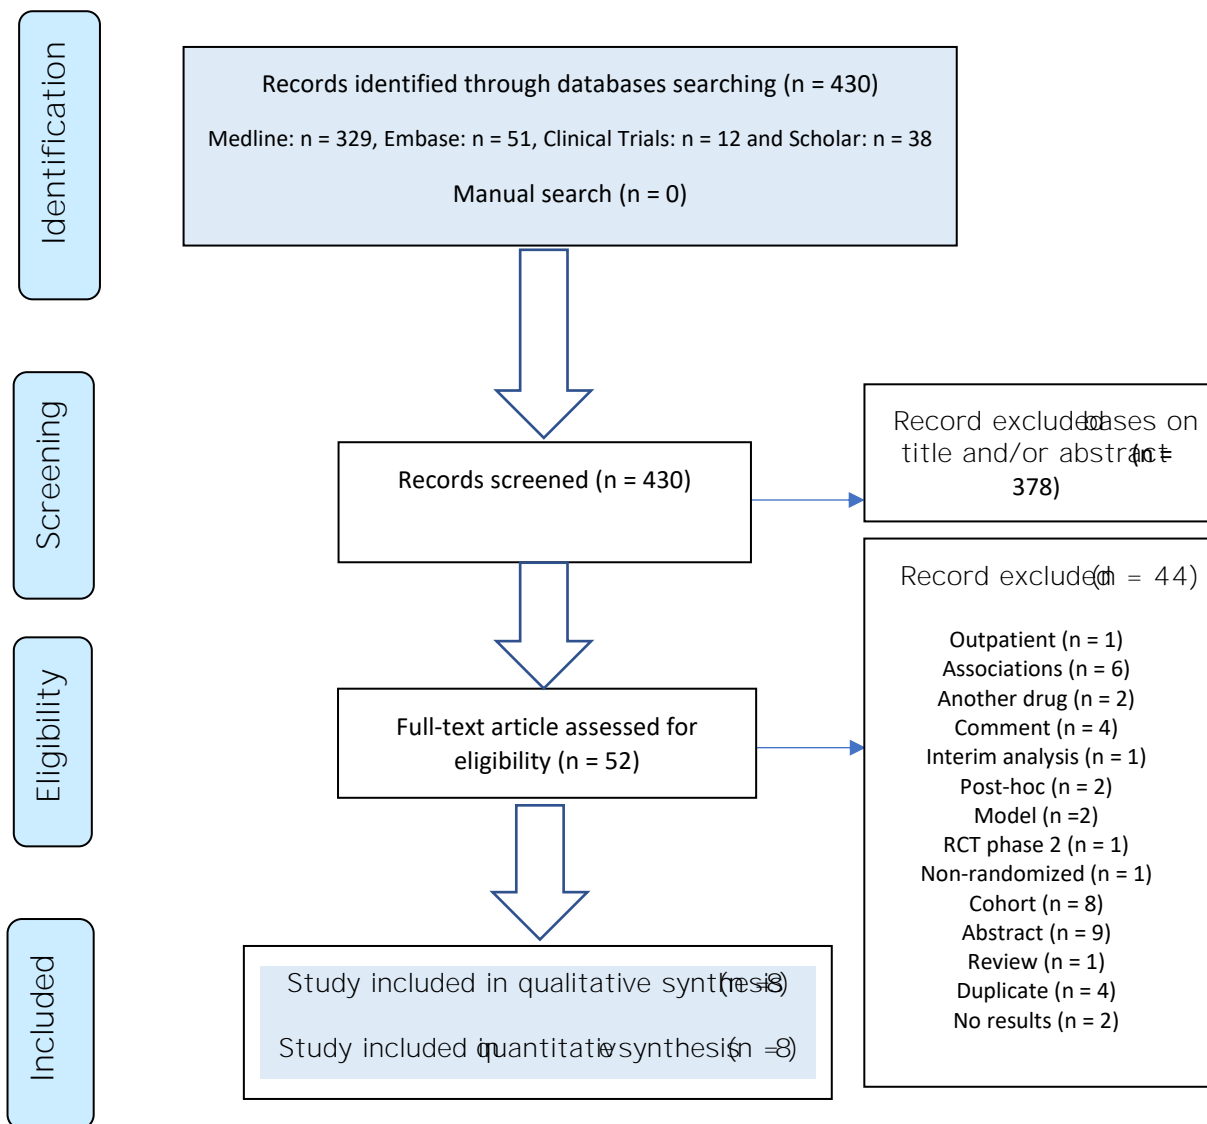 Identification
Records identified through databases searching (n = 430)
Medline: n = 329, Embase: n = 51, Clinical Trials: n = 12 and Scholar: n = 38
Manual search (n = 0)
Screening
Records screened (n = 430)
Record excluded bases on
title and/or abstract (n =
378)
Eligibility
Full-text article assessed for
eligibility (n = 52)
Record excluded (n = 44)
Outpatient (n = 1)
Associations (n = 6)
Another drug (n = 2)
Comment (n = 4)
Interim analysis (n = 1)
Post-hoc (n = 2)
Model (n =2)
RCT phase 2 (n = 1)
Non-randomized (n = 1)
Cohort (n = 8)
Abstract (n = 9)
Review (n = 1)
Duplicate (n = 4)
No results (n = 2)
Included
Study included in qualitative synthesis (n =8)
Study included in quantitative synthesis (n =8)